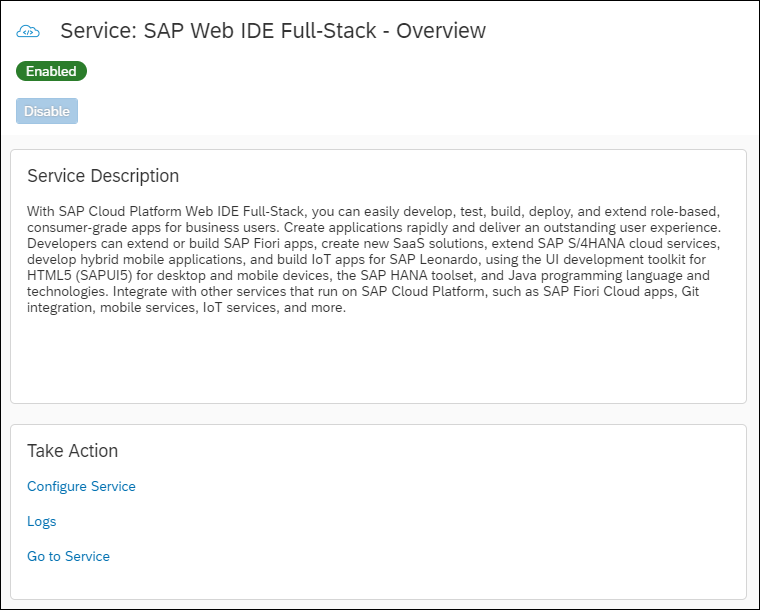 Service: SAP Web IDE Full-Stack - Overview
Enabled
Disable
Service Description
With SAP Cloud Platform Web IDE Full-Stack, you can easily develop, test, build, deploy, and extend role-based,
consumer-grade apps for business users. Create applications rapidly and deliver an outstanding user experience.
Developers can extend or build SAP Fiori apps, create new SaaS solutions, extend SAP S/4HANA cloud services,
develop hybrid mobile applications, and build IoT apps for SAP Leonardo, using the UI development toolkit for
HTML5 (SAPUI5) for desktop and mobile devices, the SAP HANA toolset, and Java programming language and
technologies. Integrate with other services that run on SAP Cloud Platform, such as SAP Fiori Cloud apps, Git
integration, mobile services, IoT services, and more.
Take Action
Configure Service
Logs
Go to Service